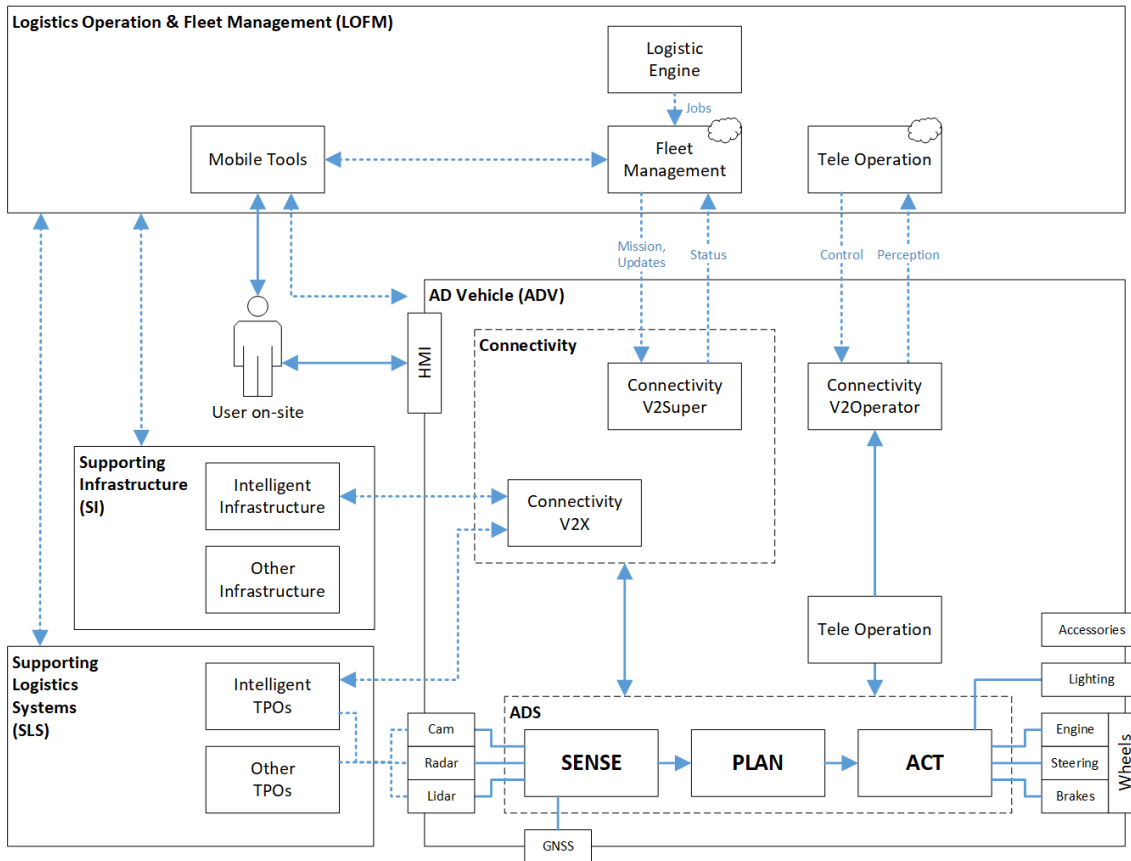 Logistics Operation & Fleet Management (LOFM)
Logistic
Engine
Jobs
Mobile Tools
Fleet
Management
Tele Operation
Mission,
Updates
Status
Control
Perception
AD Vehicle (ADV)
HMI
User on-site
Connectivity
Connectivity
V2Super
Connectivity
V2Operator
Supporting
Infrastructure
(SI)
Intelligent
Infrastructure
Other
Infrastructure
Connectivity
V2X
Tele Operation
Accessories
Lighting
Supporting
Logistics
Systems
(SLS)
Intelligent
TPOs
Other
TPOs
Cam
Radar
Lidar
ADS
SENSE
PLAN
ACT
Engine
Steering
Brakes
Wheels
GNSS